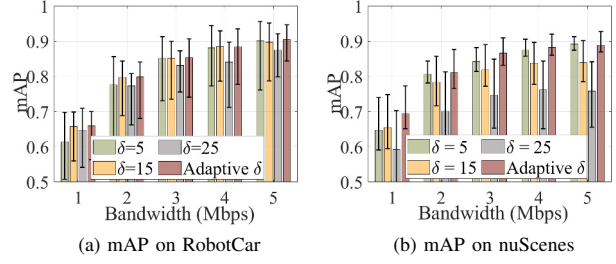 mAP
1
0.9
0.8
0.7
0.6
0.5
δ=5
δ=25
δ=15
Adaptive δ
1 2 3 4 5
Bandwidth (Mbps)
(a) mAP on RobotCar
mAP
1
0.9
0.8
0.7
0.6
0.5
δ = 5
δ = 25
δ = 15
Adaptive δ
1 2 3 4 5
Bandwidth (Mbps)
(b) mAP on nuScenes